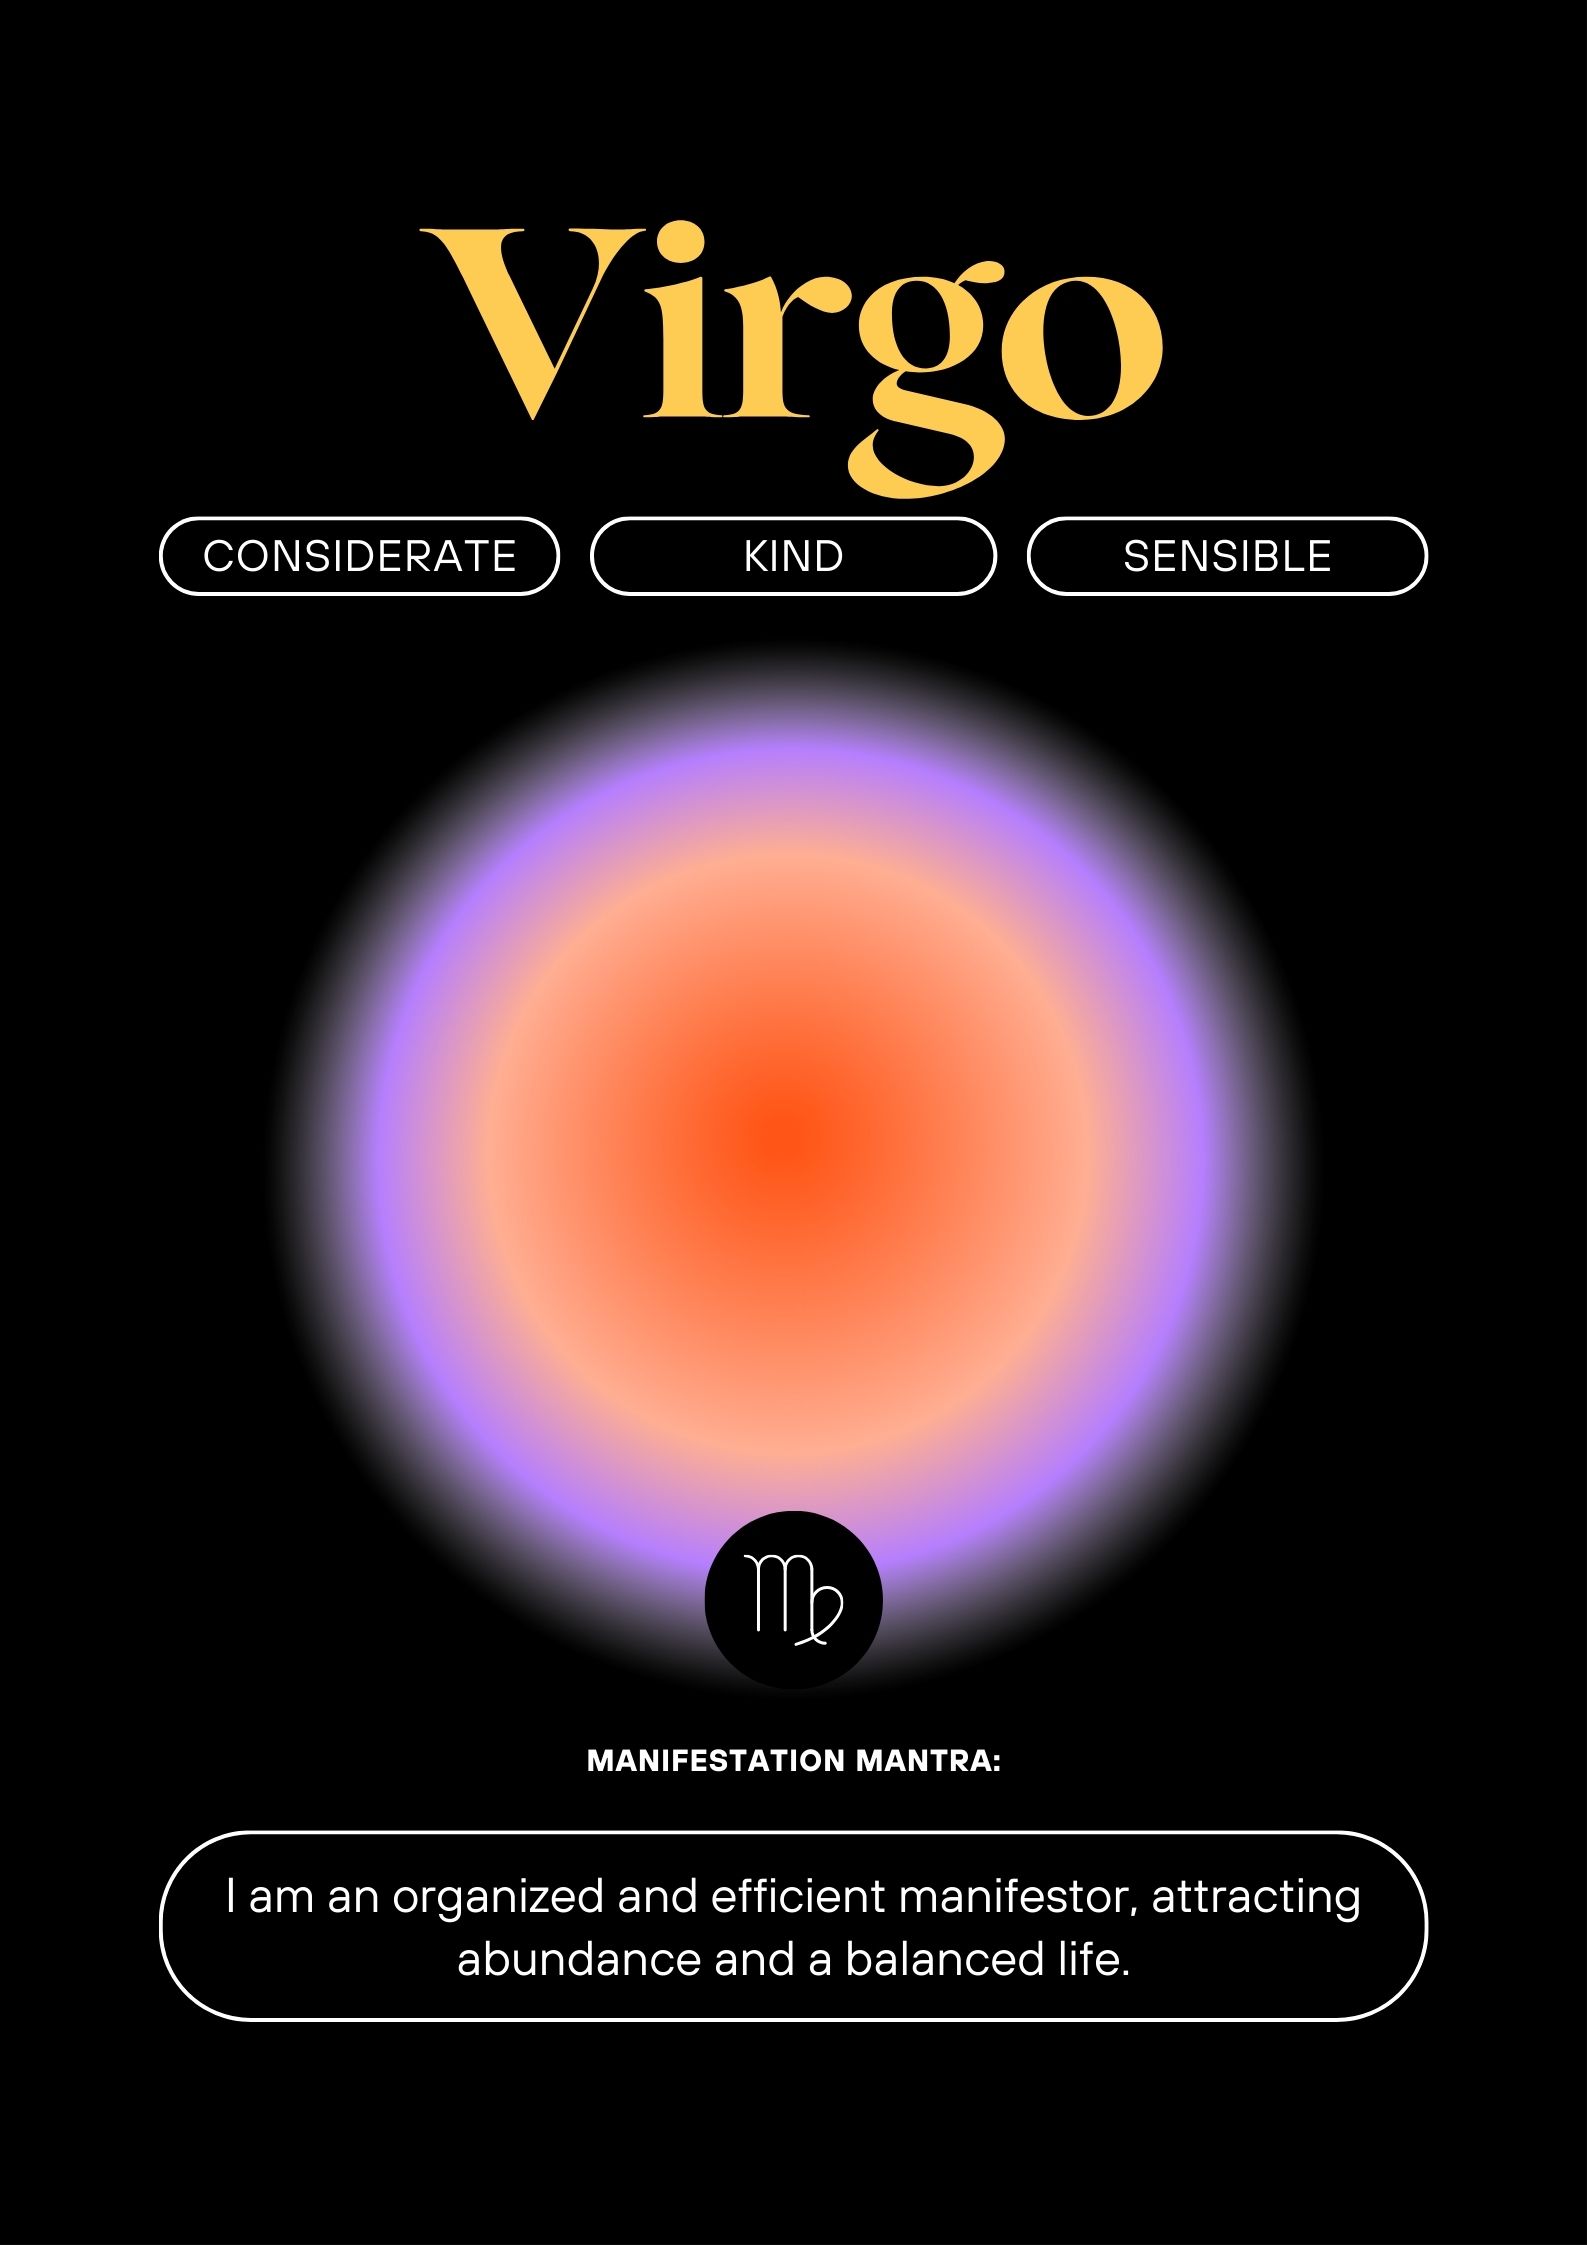 Virgo
CONSIDERATE KIND SENSIBLE
MANIFESTATION MANTRA:
I am an organized and efficient manifestor, attracting
abundance and a balanced life.